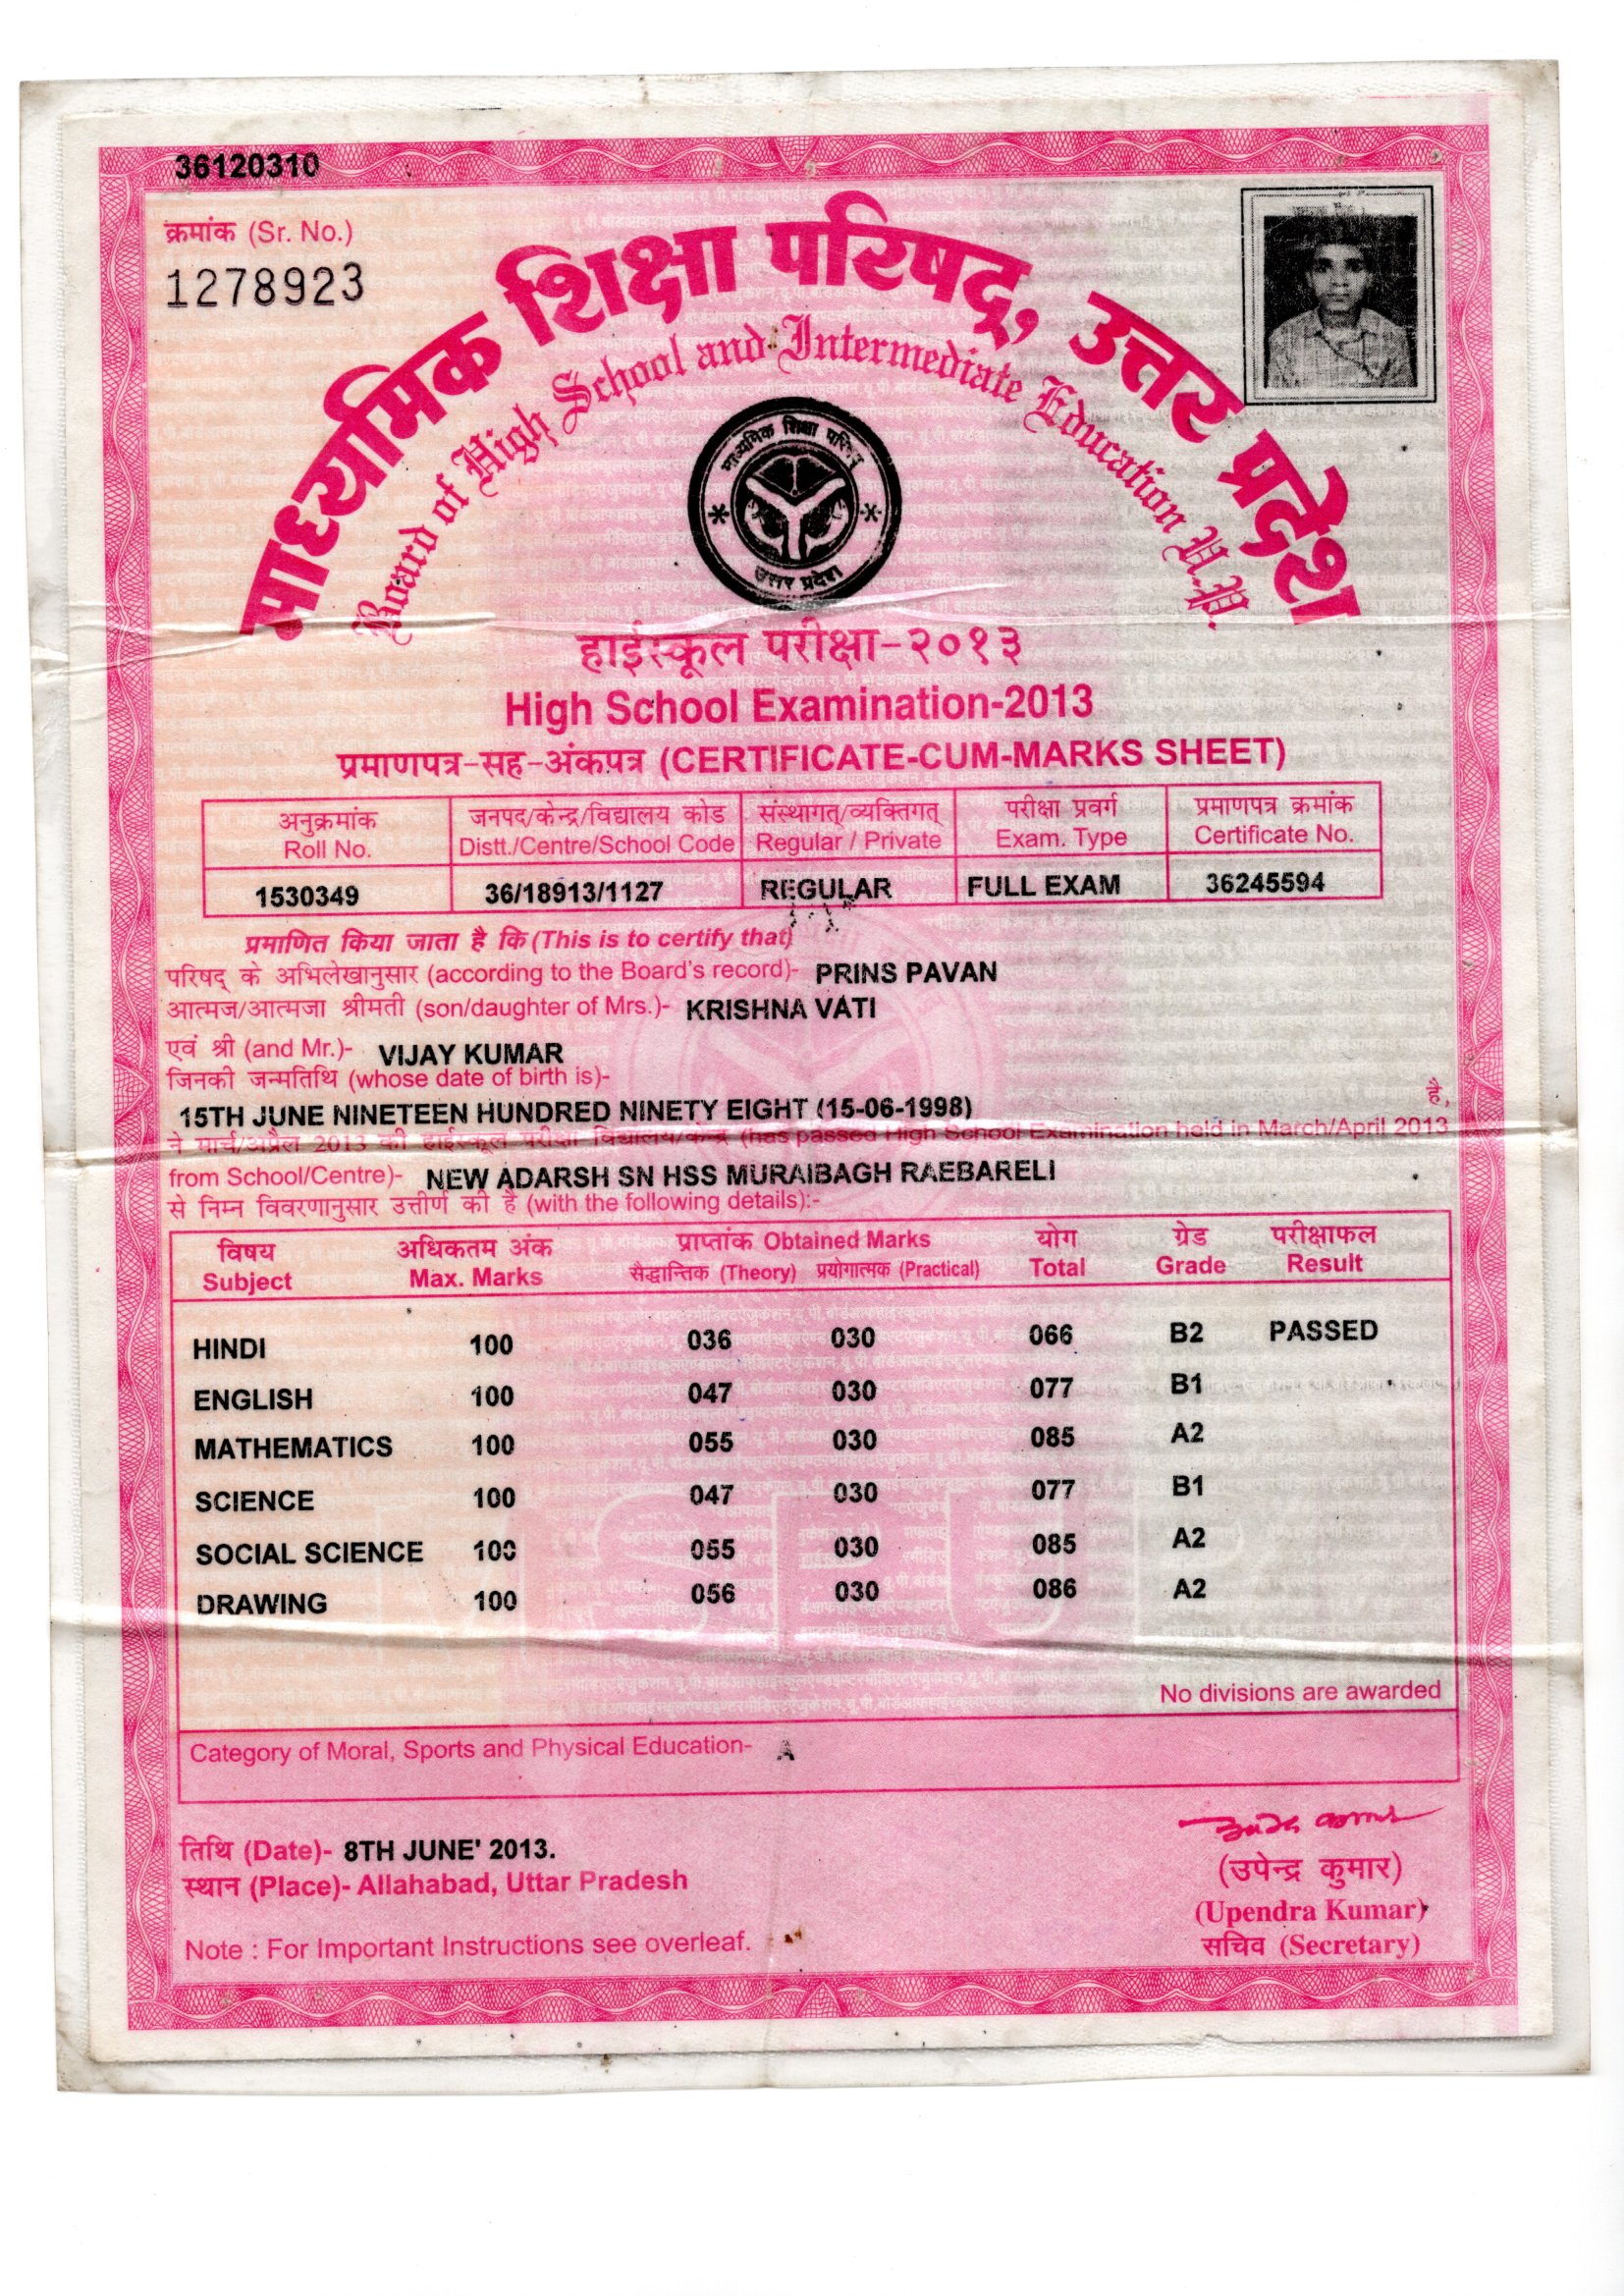 36120310
क्रमांक (Sr. No.)
1278923
माध्यमिक शिक्षा परिषद्, उत्तर प्रदेश
Board of High School and Intermediate Education U.P.
माध्यमिक शिक्षा परिषद्
उत्तर प्रदेश
हाईस्कूल परीक्षा-२०१३
High School Examination-2013
प्रमाणपत्र-सह-अंकपत्र (CERTIFICATE-CUM-MARKS SHEET)
अनुक्रमांक जनपद/केन्द्र/विद्यालय कोड संस्थागत्/व्यक्तिगत् परीक्षा प्रवर्ग प्रमाणपत्र क्रमांक
Roll No. Distt./Centre/School Code Regular / Private Exam. Type Certificate No.
1530349 36/18913/1127 REGULAR FULL EXAM 36245594
प्रमाणित किया जाता है कि (This is to certify that)
परिषद् के अभिलेखानुसार (according to the Board's record)- PRINS PAVAN
आत्मज/आत्मजा श्रीमती (son/daughter of Mrs.)- KRISHNA VATI
एवं श्री (and Mr.)- VIJAY KUMAR
जिनकी जन्मतिथि (whose date of birth is)-
15TH JUNE NINETEEN HUNDRED NINETY EIGHT (15-06-1998) है,
ने मार्च/अप्रैल 2013 की हाईस्कूल परीक्षा विद्यालय/केन्द्र (has passed High School Examination held in March/April 2013
from School/Centre)- NEW ADARSH SN HSS MURAIBAGH RAEBARELI
से निम्न विवरणानुसार उत्तीर्ण की है (with the following details):-
विषय अधिकतम अंक प्राप्तांक Obtained Marks योग ग्रेड परीक्षाफल
Subject Max. Marks सैद्धान्तिक (Theory) प्रयोगात्मक (Practical) Total Grade Result
HINDI 100 036 030 066 B2 PASSED
ENGLISH 100 047 030 077 B1
MATHEMATICS 100 055 030 085 A2
SCIENCE 100 047 030 077 B1
SOCIAL SCIENCE 100 055 030 085 A2
DRAWING 100 056 030 086 A2
No divisions are awarded
Category of Moral, Sports and Physical Education- A
तिथि (Date)- 8TH JUNE' 2013.
स्थान (Place)- Allahabad, Uttar Pradesh
(उपेन्द्र कुमार)
(Upendra Kumar)
सचिव (Secretary)
Note : For Important Instructions see overleaf.